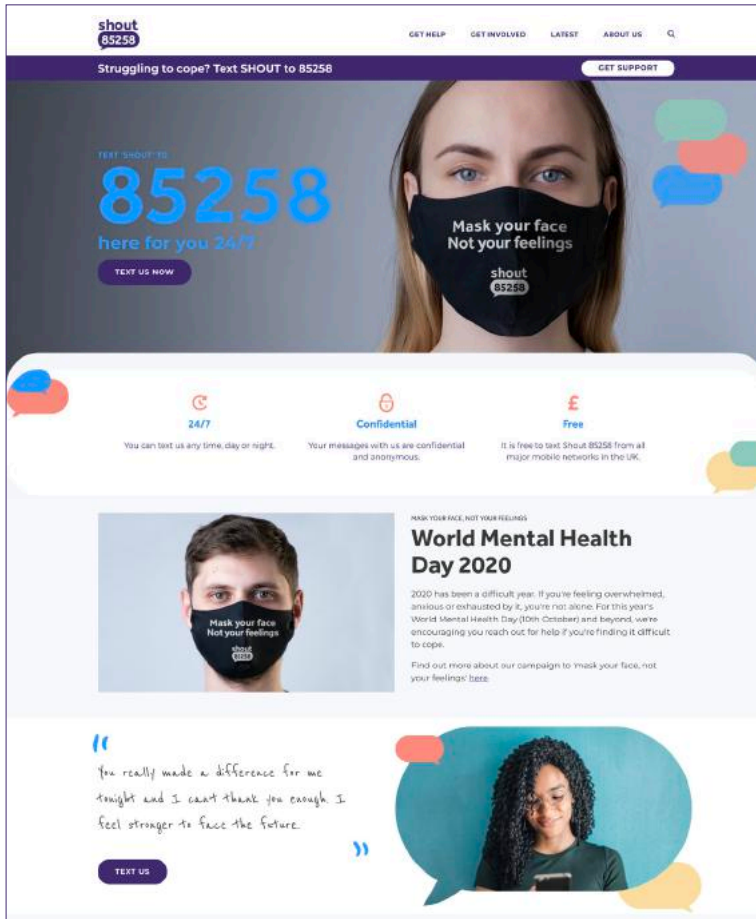 shout
85258
GET HELP GET INVOLVED LATEST ABOUT US
Struggling to cope? Text SHOUT to 85258
GET SUPPORT
TEXT 'SHOUT' TO
85258
here for you 24/7
TEXT US NOW
Mask your face
Not your feelings
shout
85258
24/7
You can text us any time, day or night.
Confidential
Your messages with us are confidential
and anonymous.
£
Free
It is free to text Shout 85258 from all
major mobile networks in the UK.
Mask your face
Not your feelings
shout
85258
MASK YOUR FACE, NOT YOUR FEELINGS
World Mental Health
Day 2020
2020 has been a difficult year. If you're feeling overwhelmed,
anxious or exhausted by it, you're not alone. For this year's
World Mental Health Day (10th October) and beyond, we're
encouraging you reach out for help if you're finding it difficult
to cope.
Find out more about our campaign to 'mask your face, not
your feelings' here.
"
You really made a difference for me
tonight and I cant thank you enough. I
feel stronger to face the future.
"
TEXT US